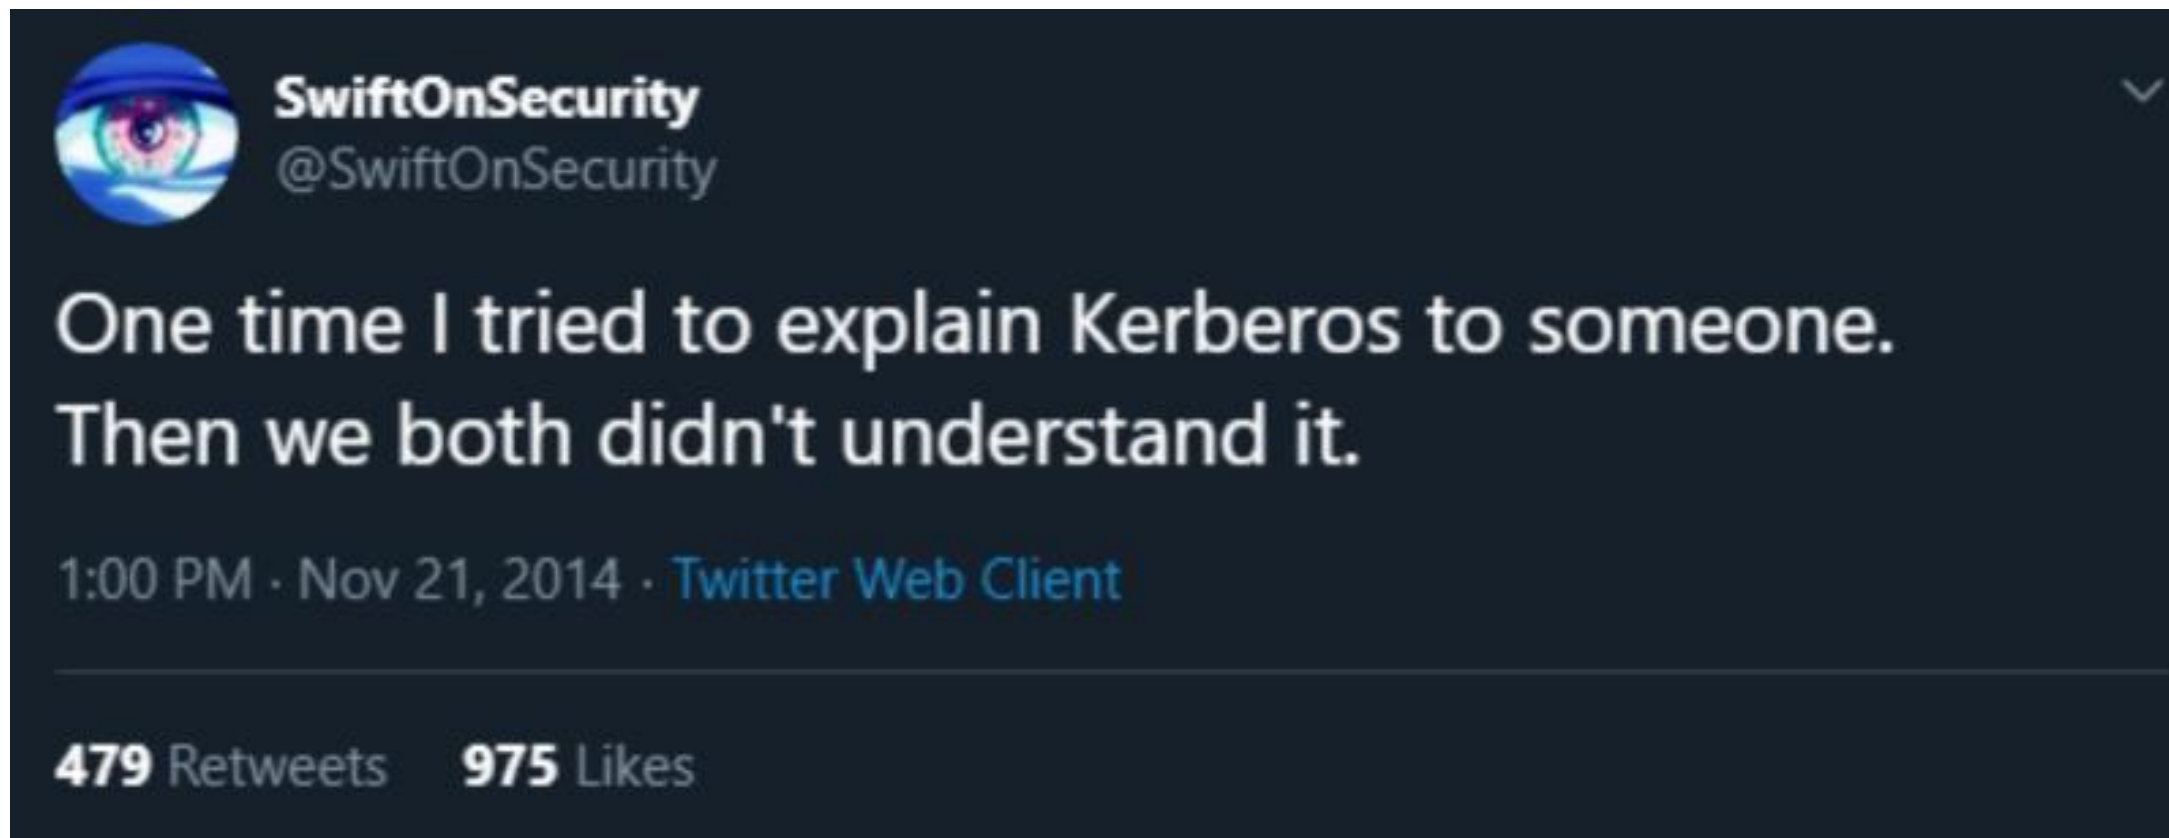 SwiftOnSecurity
@SwiftOnSecurity
One time I tried to explain Kerberos to someone.
Then we both didn't understand it.
1:00 PM · Nov 21, 2014 · Twitter Web Client
479 Retweets 975 Likes